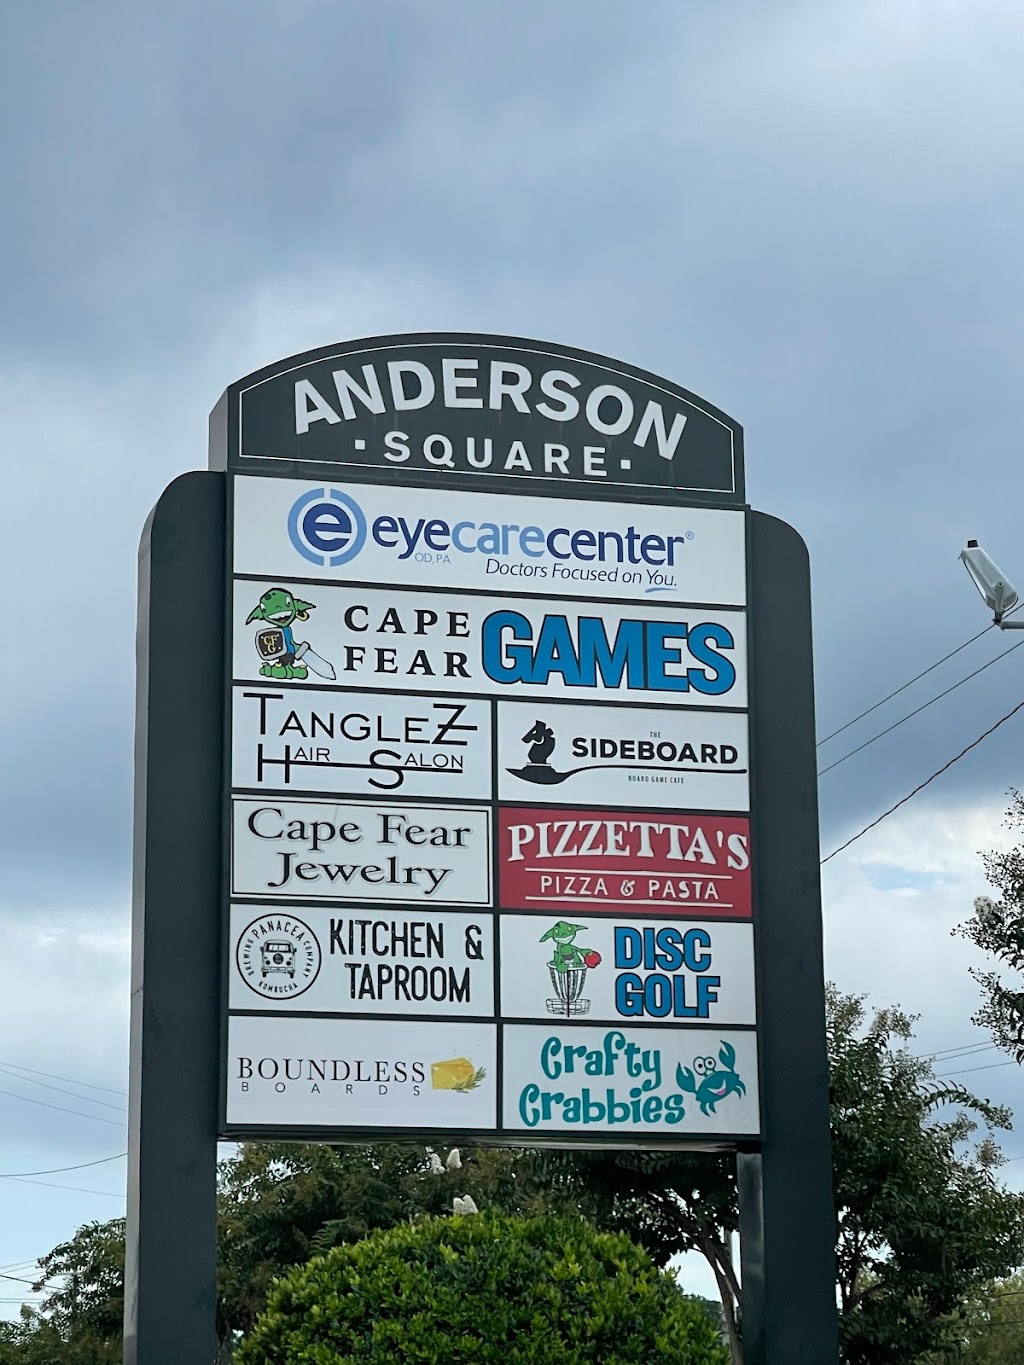 ANDERSON
· SQUARE ·
e eyecarecenter®
OD, PA
Doctors Focused on You.
CF
G
CAPE
FEAR
GAMES
TANGLEZ
HAIR SALON
THE
SIDEBOARD
BOARD GAME CAFE
Cape Fear
Jewelry
PIZZETTA'S
PIZZA & PASTA
PANACEA
BREWING COMPANY
KOMBUCHA
KITCHEN &
TAPROOM
DISC
GOLF
BOUNDLESS
BOARDS
Crafty
Crabbies